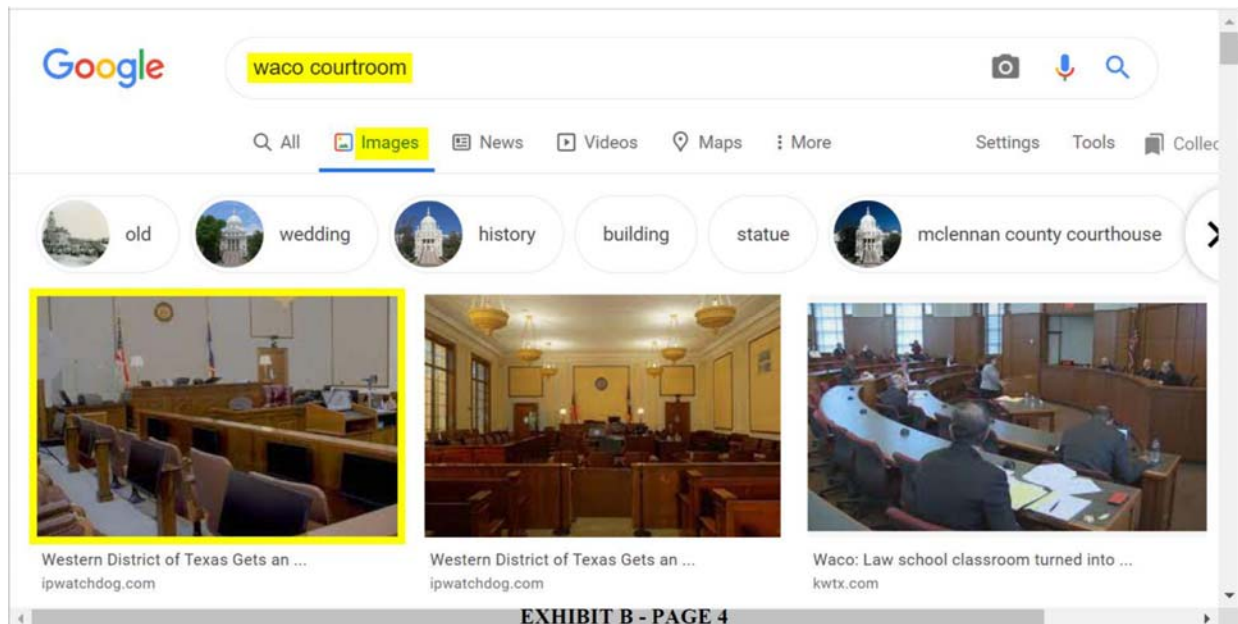 Google
waco courtroom
All Images News Videos Maps More Settings Tools Collec
old wedding history building statue mclennan county courthouse
Western District of Texas Gets an ...
ipwatchdog.com
Western District of Texas Gets an ...
ipwatchdog.com
Waco: Law school classroom turned into ...
kwtx.com
EXHIBIT B - PAGE 4